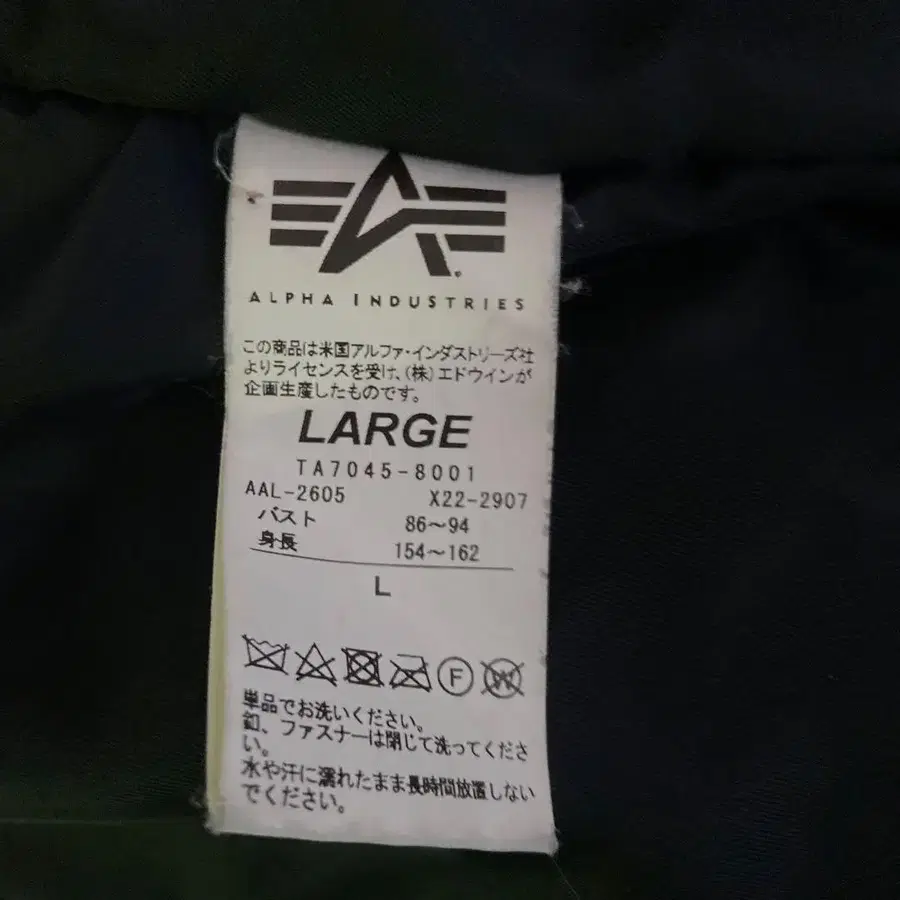 ALPHA INDUSTRIES
この商品は米国アルファ・インダストリーズ社
よりライセンスを受け、(株)エドウインが
企画生産したものです。
LARGE
TA7045-8001
AAL-2605 X22-2907
バスト 86〜94
身長 154〜162
L
F W
単品でお洗いください。
釦、ファスナーは閉じて洗ってくださ
い。
水や汗に濡れたまま長時間放置しない
でください。